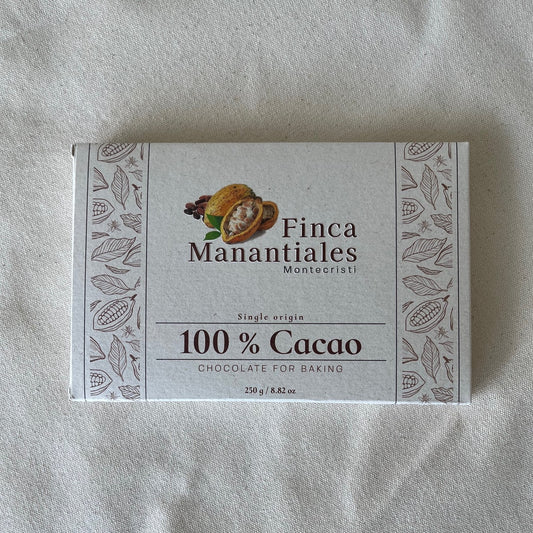 Finca
Manantiales
Montecristi
Single origin
100 % Cacao
CHOCOLATE FOR BAKING
250 g / 8.82 oz